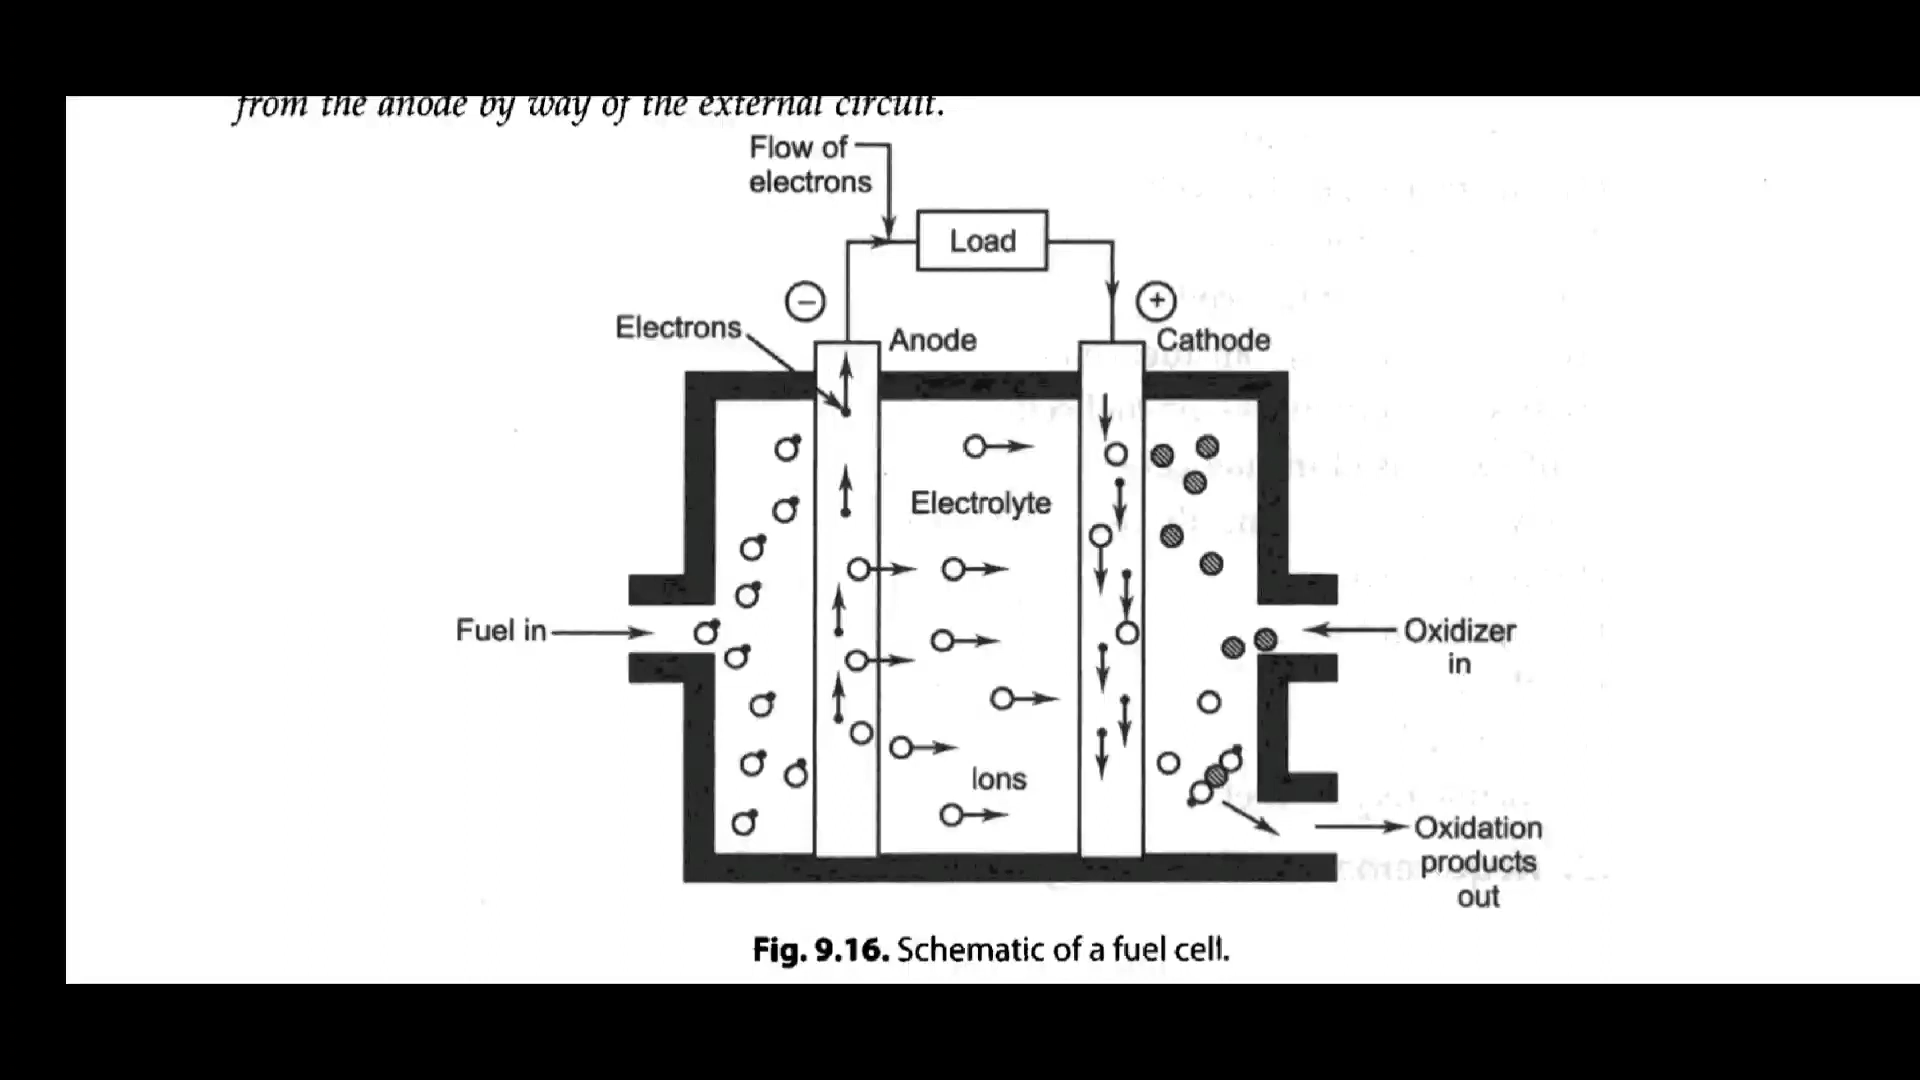 from the anode by way of the external circuit.
Flow of
electrons
Load
−
+
Electrons
Anode
Cathode
Electrolyte
Fuel in
Oxidizer
in
Ions
Oxidation
products
out
Fig. 9.16. Schematic of a fuel cell.